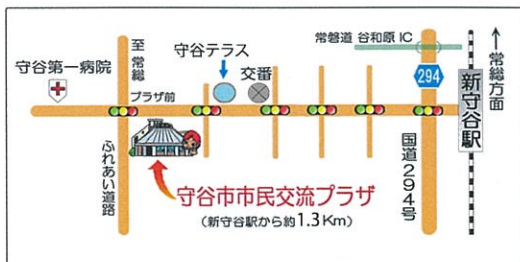 常磐道 谷和原 IC
↑常総方面
至 常総
守谷テラス
交番
守谷第一病院
プラザ前
294
新守谷駅
ふれあい道路
国道294号
守谷市市民交流プラザ
(新守谷駅から約1.3Km)